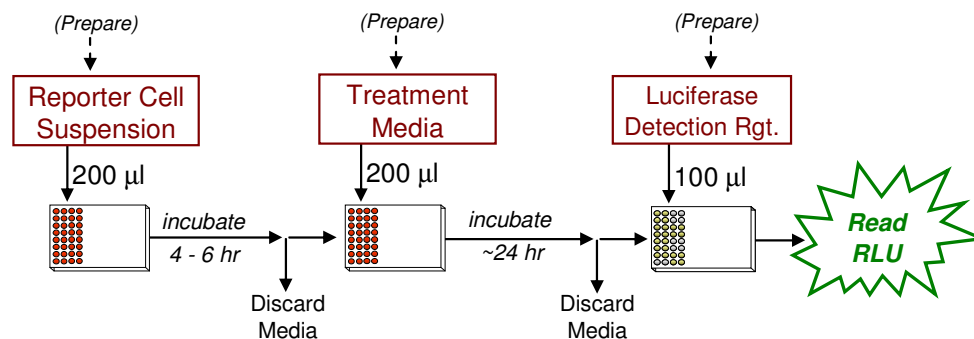 (Prepare)
(Prepare)
(Prepare)
Reporter Cell
Suspension
Treatment
Media
Luciferase
Detection Rgt.
200 µl
200 µl
100 µl
incubate
4 - 6 hr
incubate
~24 hr
Read
RLU
Discard
Media
Discard
Media